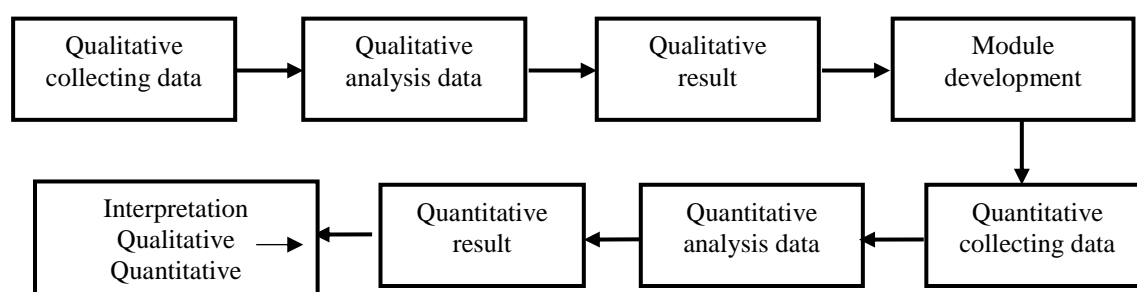 Qualitative
collecting data
Qualitative
analysis data
Qualitative
result
Module
development
Quantitative
collecting data
Quantitative
analysis data
Quantitative
result
Interpretation
Qualitative
Quantitative